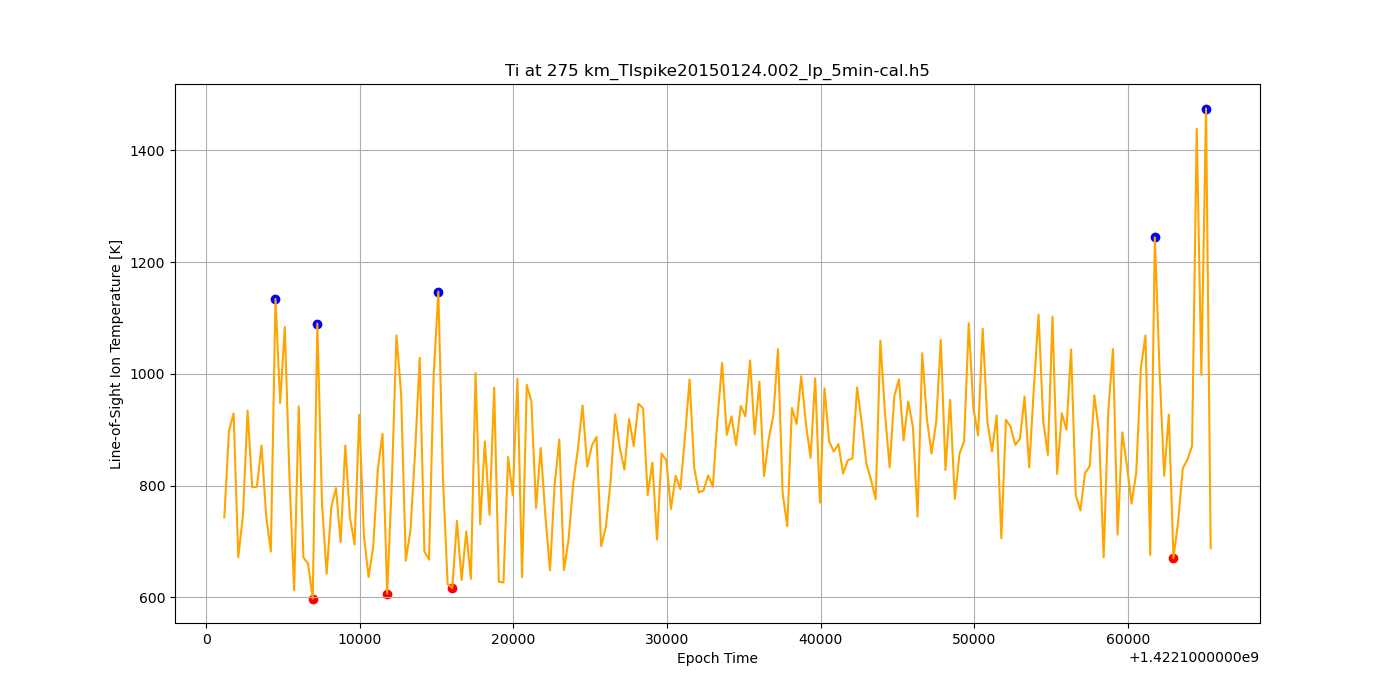 Ti at 275 km_TIspike20150124.002_lp_5min-cal.h5
Line-of-Sight Ion Temperature [K]
1400
1200
1000
800
600
0 10000 20000 30000 40000 50000 60000
Epoch Time
+1.4221000000e9